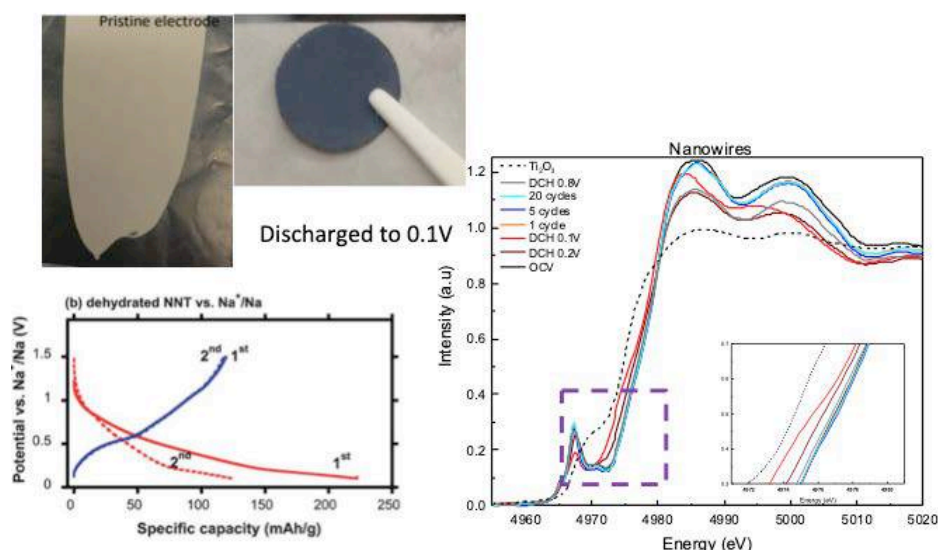 Pristine electrode
Discharged to 0.1V
(b) dehydrated NNT vs. Na⁺/Na
Potential vs. Na⁺/Na (V)
1.5
1.0
0.5
0
2nd 1st
2nd
1st
0 50 100 150 200 250
Specific capacity (mAh/g)
Nanowires
Intensity (a.u)
1.2
1.0
0.8
0.6
0.4
0.2
0.0
Ti₂O₃
DCH 0.8V
20 cycles
5 cycles
1 cycle
DCH 0.1V
DCH 0.2V
OCV
Energy (eV)
4960 4970 4980 4990 5000 5010 5020
Energy (eV)